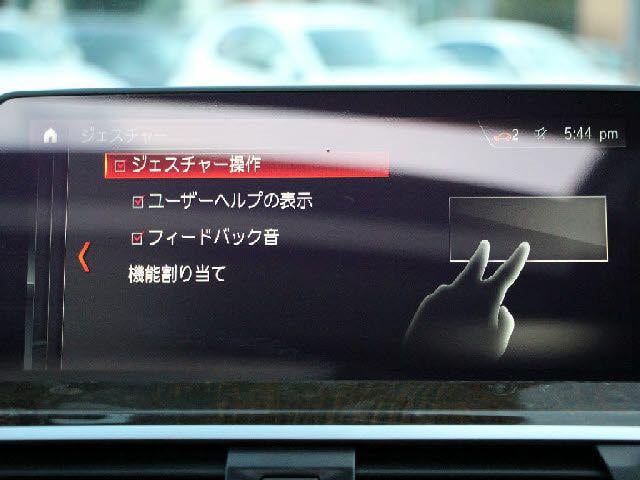 ジェスチャー
2 5:44 pm
ジェスチャー操作
ユーザーヘルプの表示
フィードバック音
機能割り当て